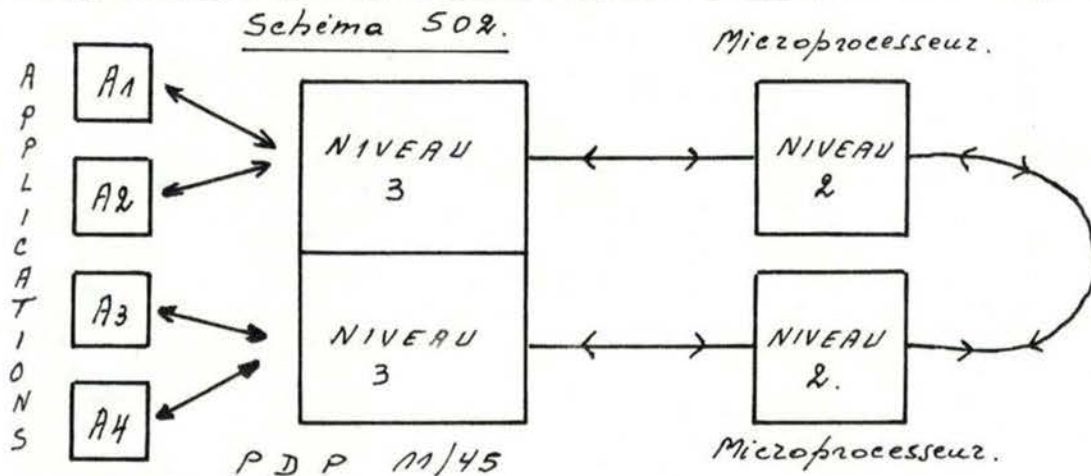 Schéma 502.
APPLICATIONS
A1
A2
A3
A4
NIVEAU
3
NIVEAU
3
PDP 11/45
Microprocesseur.
NIVEAU
2
NIVEAU
2.
Microprocesseur.